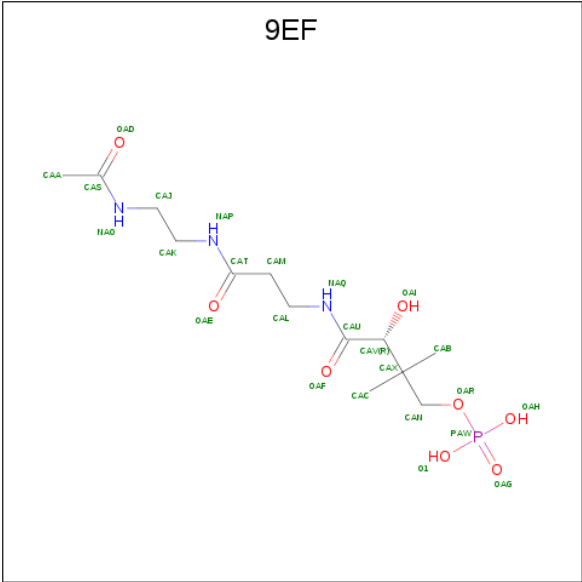 9EF
OAD
O
CAA
CAS
CAJ
NAP
H
N
N
H
NAO
CAK
CAT
CAM
NAQ
H
N
OAI
OH
O
OAE
CAL
CAU
CAV(R)
CAB
O
OAF
CAX
CAC
OAR
O
CAN
OAH
OH
PAW
P
HO
O1
O
OAG